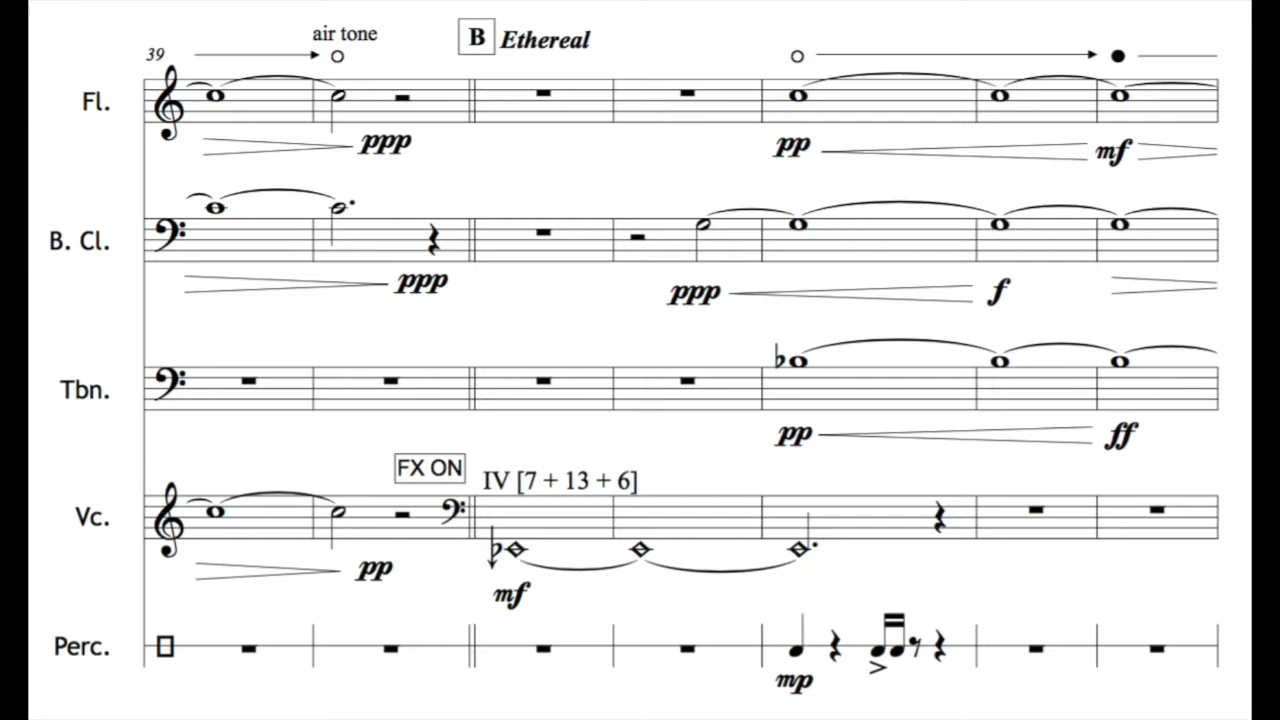 air tone
39
B Ethereal
Fl.
ppp
pp
mf
B. Cl.
ppp
ppp
f
Tbn.
pp
ff
FX ON
IV [7 + 13 + 6]
Vc.
pp
mf
Perc.
mp